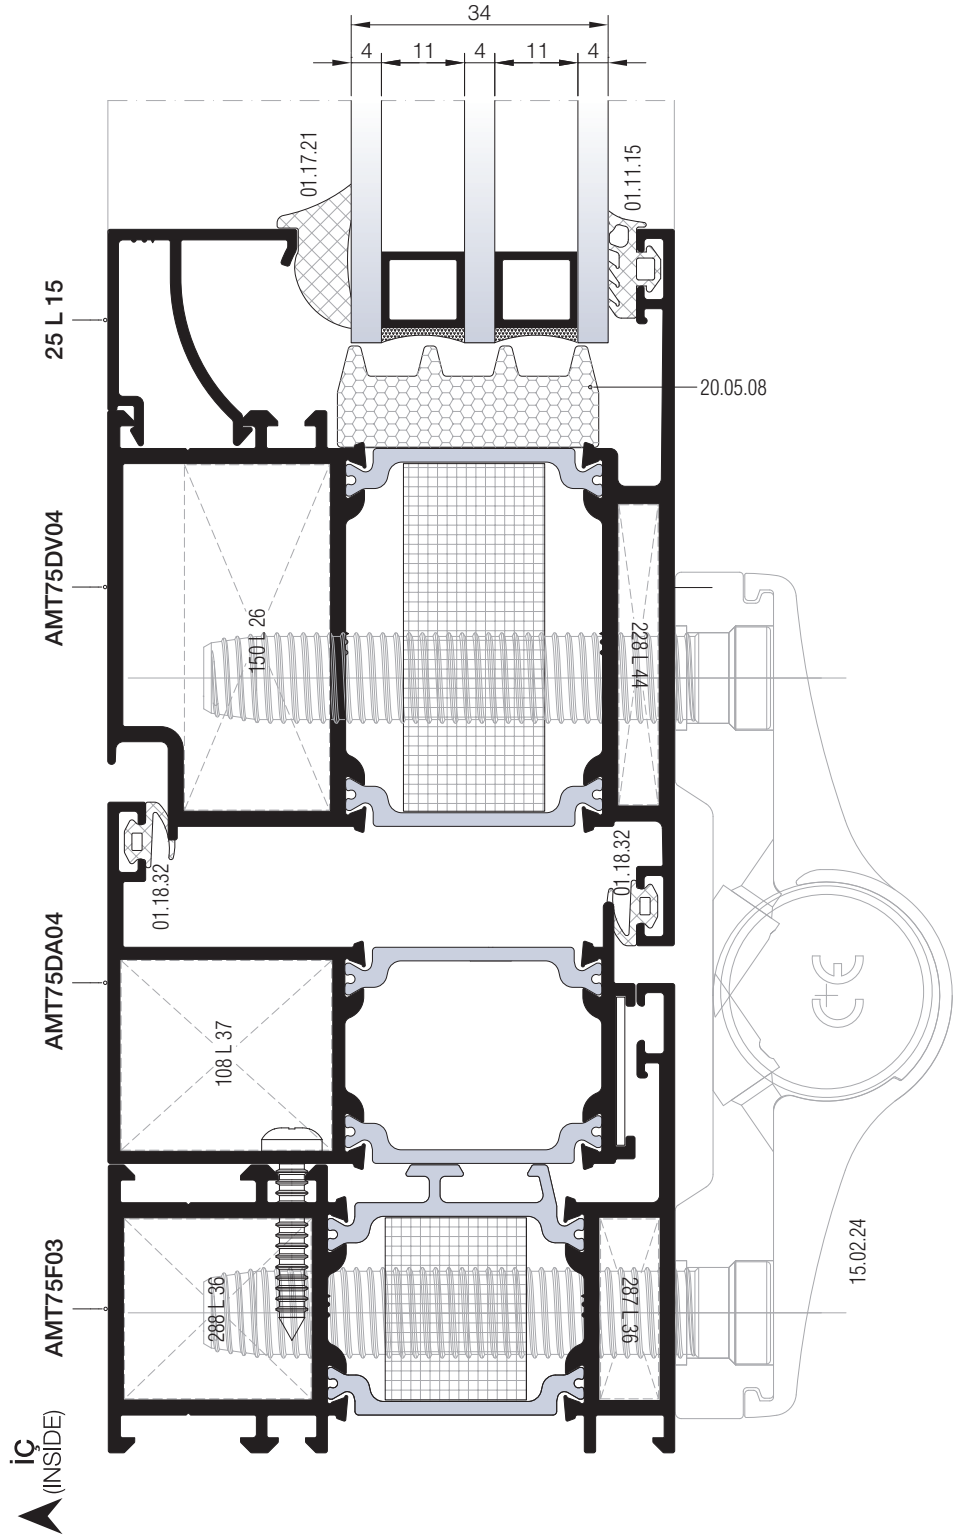 34
4
11
4
11
4
01.17.21
01.11.15
25 L 15
20.05.08
AMT75DV04
150 L 26
228 L 44
01.18.32
01.18.32
AMT75DA04
108 L 37
CE
AMT75F03
288 L 36
287 L 36
15.02.24
İÇ
(INSIDE)